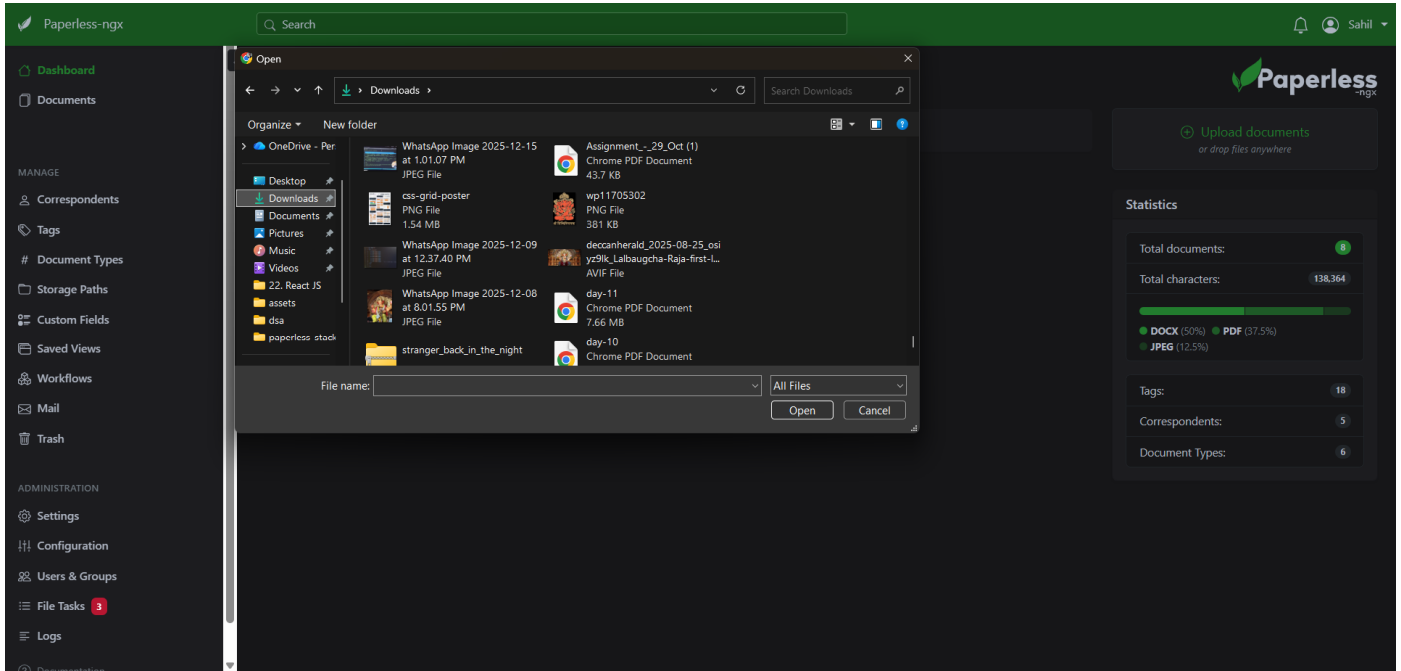 Paperless-ngx
Search
Sahil
Dashboard
Documents
MANAGE
Correspondents
Tags
Document Types
Storage Paths
Custom Fields
Saved Views
Workflows
Mail
Trash
ADMINISTRATION
Settings
Configuration
Users & Groups
File Tasks 3
Logs
Documentation
Open
Downloads
Search Downloads
Organize
New folder
OneDrive - Per
Desktop
Downloads
Documents
Pictures
Music
Videos
22. React JS
assets
dsa
paperless stack
WhatsApp Image 2025-12-15
at 1.01.07 PM
JPEG File
Assignment_-_29_Oct (1)
Chrome PDF Document
43.7 KB
css-grid-poster
PNG File
1.54 MB
wp11705302
PNG File
381 KB
WhatsApp Image 2025-12-09
at 12.37.40 PM
JPEG File
deccanherald_2025-08-25_osi
yz9lk_Lalbaugcha-Raja-first-l...
AVIF File
WhatsApp Image 2025-12-08
at 8.01.55 PM
JPEG File
day-11
Chrome PDF Document
7.66 MB
stranger_back_in_the_night
day-10
Chrome PDF Document
File name:
All Files
Open
Cancel
Paperless
-ngx
Upload documents
or drop files anywhere
Statistics
Total documents: 8
Total characters: 138,364
DOCX (50%) PDF (37.5%)
JPEG (12.5%)
Tags: 18
Correspondents: 5
Document Types: 6